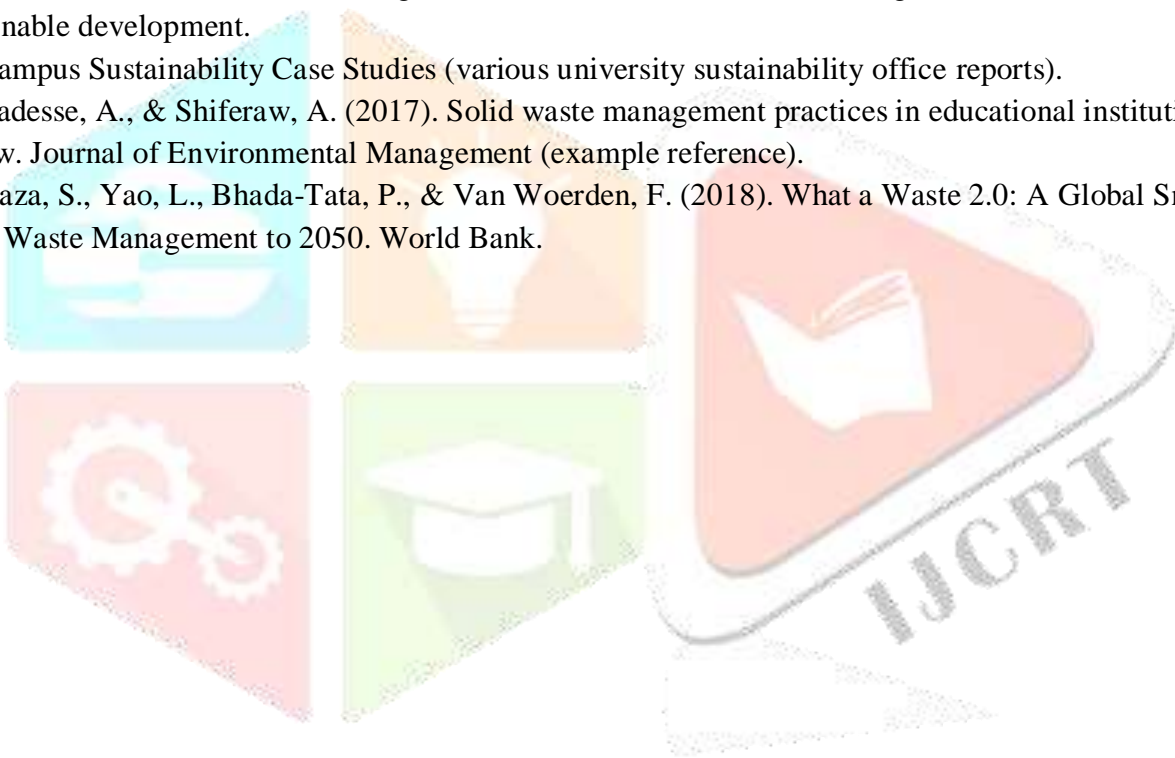 nable development.
ampus Sustainability Case Studies (various university sustainability office reports).
adesse, A., & Shiferaw, A. (2017). Solid waste management practices in educational instituti
w. Journal of Environmental Management (example reference).
aza, S., Yao, L., Bhada-Tata, P., & Van Woerden, F. (2018). What a Waste 2.0: A Global Sn
Waste Management to 2050. World Bank.
IJCRT